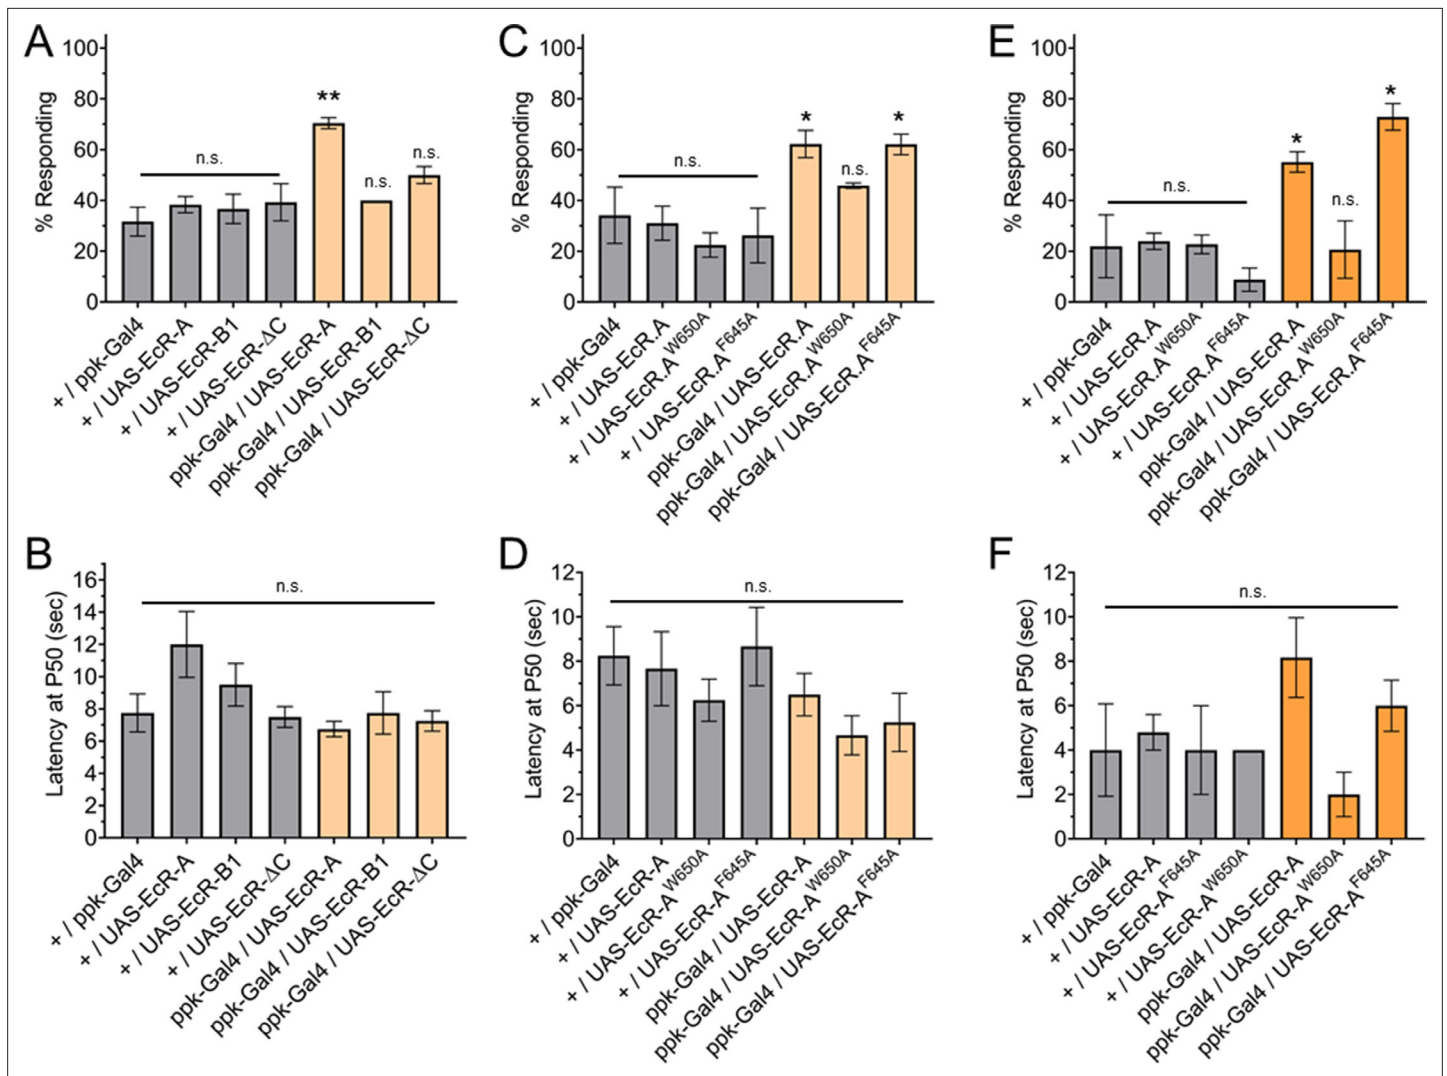 A
% Responding
100
80
60
40
20
0
n.s.
**
n.s.
n.s.
+ / ppk-Gal4
+ / UAS-EcR-A
+ / UAS-EcR-B1
+ / UAS-EcR-ΔC
ppk-Gal4 / UAS-EcR-A
ppk-Gal4 / UAS-EcR-B1
ppk-Gal4 / UAS-EcR-ΔC
C
% Responding
100
80
60
40
20
0
n.s.
*
n.s.
*
+ / ppk-Gal4
+ / UAS-EcR.A
+ / UAS-EcR.A W650A
+ / UAS-EcR.A F645A
ppk-Gal4 / UAS-EcR.A
ppk-Gal4 / UAS-EcR.A W650A
ppk-Gal4 / UAS-EcR.A F645A
E
% Responding
100
80
60
40
20
0
n.s.
*
n.s.
*
+ / ppk-Gal4
+ / UAS-EcR.A
+ / UAS-EcR.A W650A
+ / UAS-EcR.A F645A
ppk-Gal4 / UAS-EcR.A
ppk-Gal4 / UAS-EcR.A W650A
ppk-Gal4 / UAS-EcR.A F645A
B
Latency at P50 (sec)
16
14
12
10
8
6
4
2
0
n.s.
+ / ppk-Gal4
+ / UAS-EcR-A
+ / UAS-EcR-B1
+ / UAS-EcR-ΔC
ppk-Gal4 / UAS-EcR-A
ppk-Gal4 / UAS-EcR-B1
ppk-Gal4 / UAS-EcR-ΔC
D
Latency at P50 (sec)
12
10
8
6
4
2
0
n.s.
+ / ppk-Gal4
+ / UAS-EcR-A
+ / UAS-EcR-A W650A
+ / UAS-EcR-A F645A
ppk-Gal4 / UAS-EcR-A
ppk-Gal4 / UAS-EcR-A W650A
ppk-Gal4 / UAS-EcR-A F645A
F
Latency at P50 (sec)
12
10
8
6
4
2
0
n.s.
+ / ppk-Gal4
+ / UAS-EcR-A
+ / UAS-EcR-A F645A
+ / UAS-EcR-A W650A
ppk-Gal4 / UAS-EcR-A
ppk-Gal4 / UAS-EcR-A W650A
ppk-Gal4 / UAS-EcR-A F645A